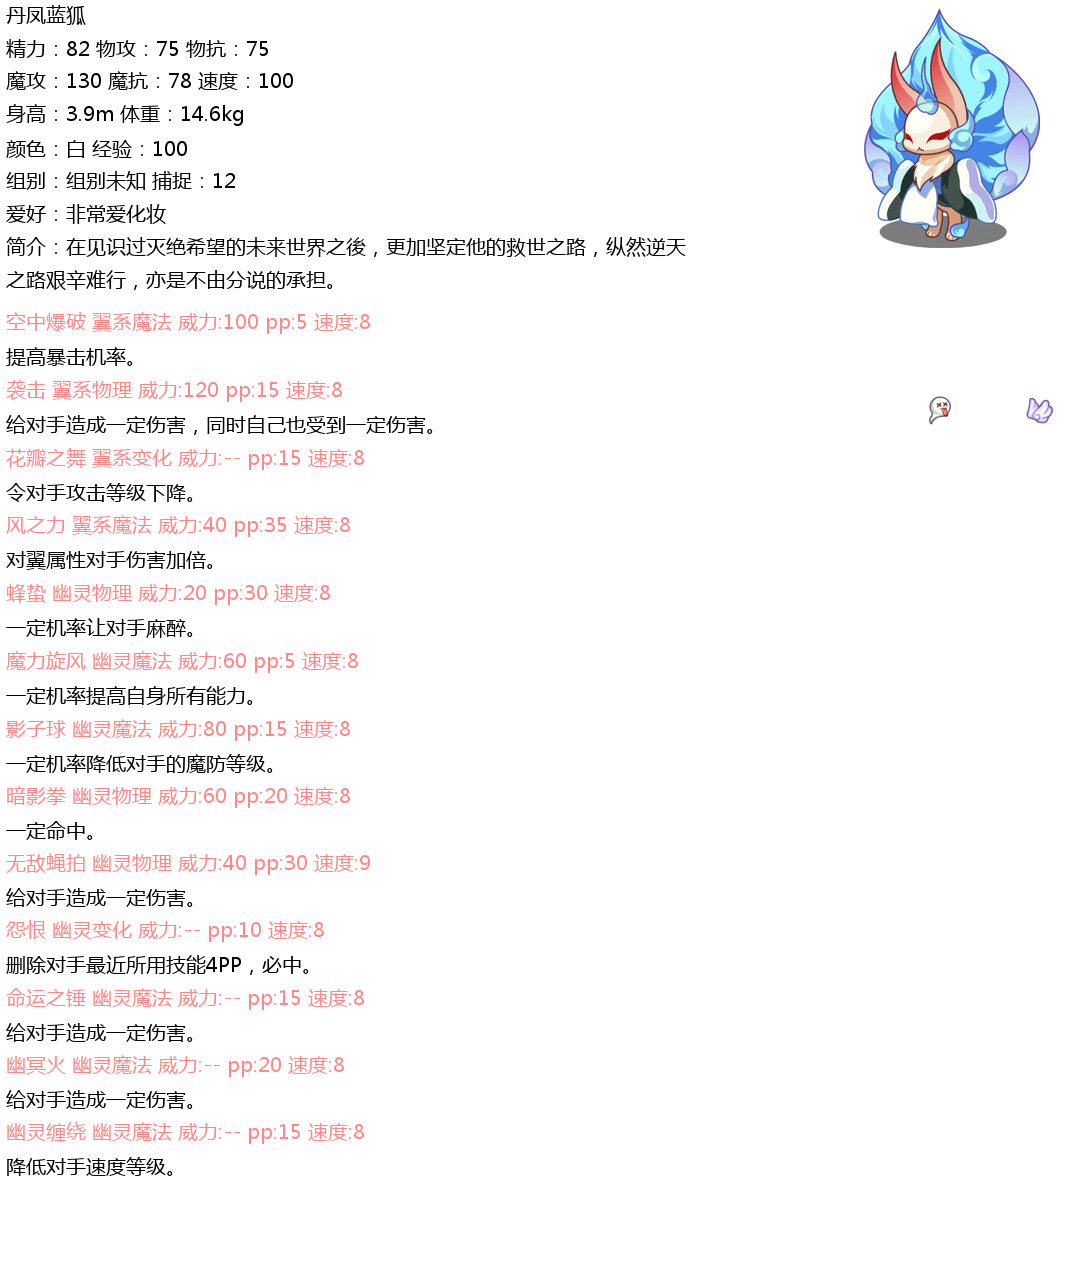 丹凤蓝狐
精力：82 物攻：75 物抗：75
魔攻：130 魔抗：78 速度：100
身高：3.9m 体重：14.6kg
颜色：白 经验：100
组别：组别未知 捕捉：12
爱好：非常爱化妆
简介：在见识过灭绝希望的未来世界之後，更加坚定他的救世之路，纵然逆天
之路艰辛难行，亦是不由分说的承担。
空中爆破 翼系魔法 威力:100 pp:5 速度:8
提高暴击机率。
袭击 翼系物理 威力:120 pp:15 速度:8
给对手造成一定伤害，同时自己也受到一定伤害。
花瓣之舞 翼系变化 威力:-- pp:15 速度:8
令对手攻击等级下降。
风之力 翼系魔法 威力:40 pp:35 速度:8
对翼属性对手伤害加倍。
蜂蛰 幽灵物理 威力:20 pp:30 速度:8
一定机率让对手麻醉。
魔力旋风 幽灵魔法 威力:60 pp:5 速度:8
一定机率提高自身所有能力。
影子球 幽灵魔法 威力:80 pp:15 速度:8
一定机率降低对手的魔防等级。
暗影拳 幽灵物理 威力:60 pp:20 速度:8
一定命中。
无敌蝇拍 幽灵物理 威力:40 pp:30 速度:9
给对手造成一定伤害。
怨恨 幽灵变化 威力:-- pp:10 速度:8
删除对手最近所用技能4PP，必中。
命运之锤 幽灵魔法 威力:-- pp:15 速度:8
给对手造成一定伤害。
幽冥火 幽灵魔法 威力:-- pp:20 速度:8
给对手造成一定伤害。
幽灵缠绕 幽灵魔法 威力:-- pp:15 速度:8
降低对手速度等级。